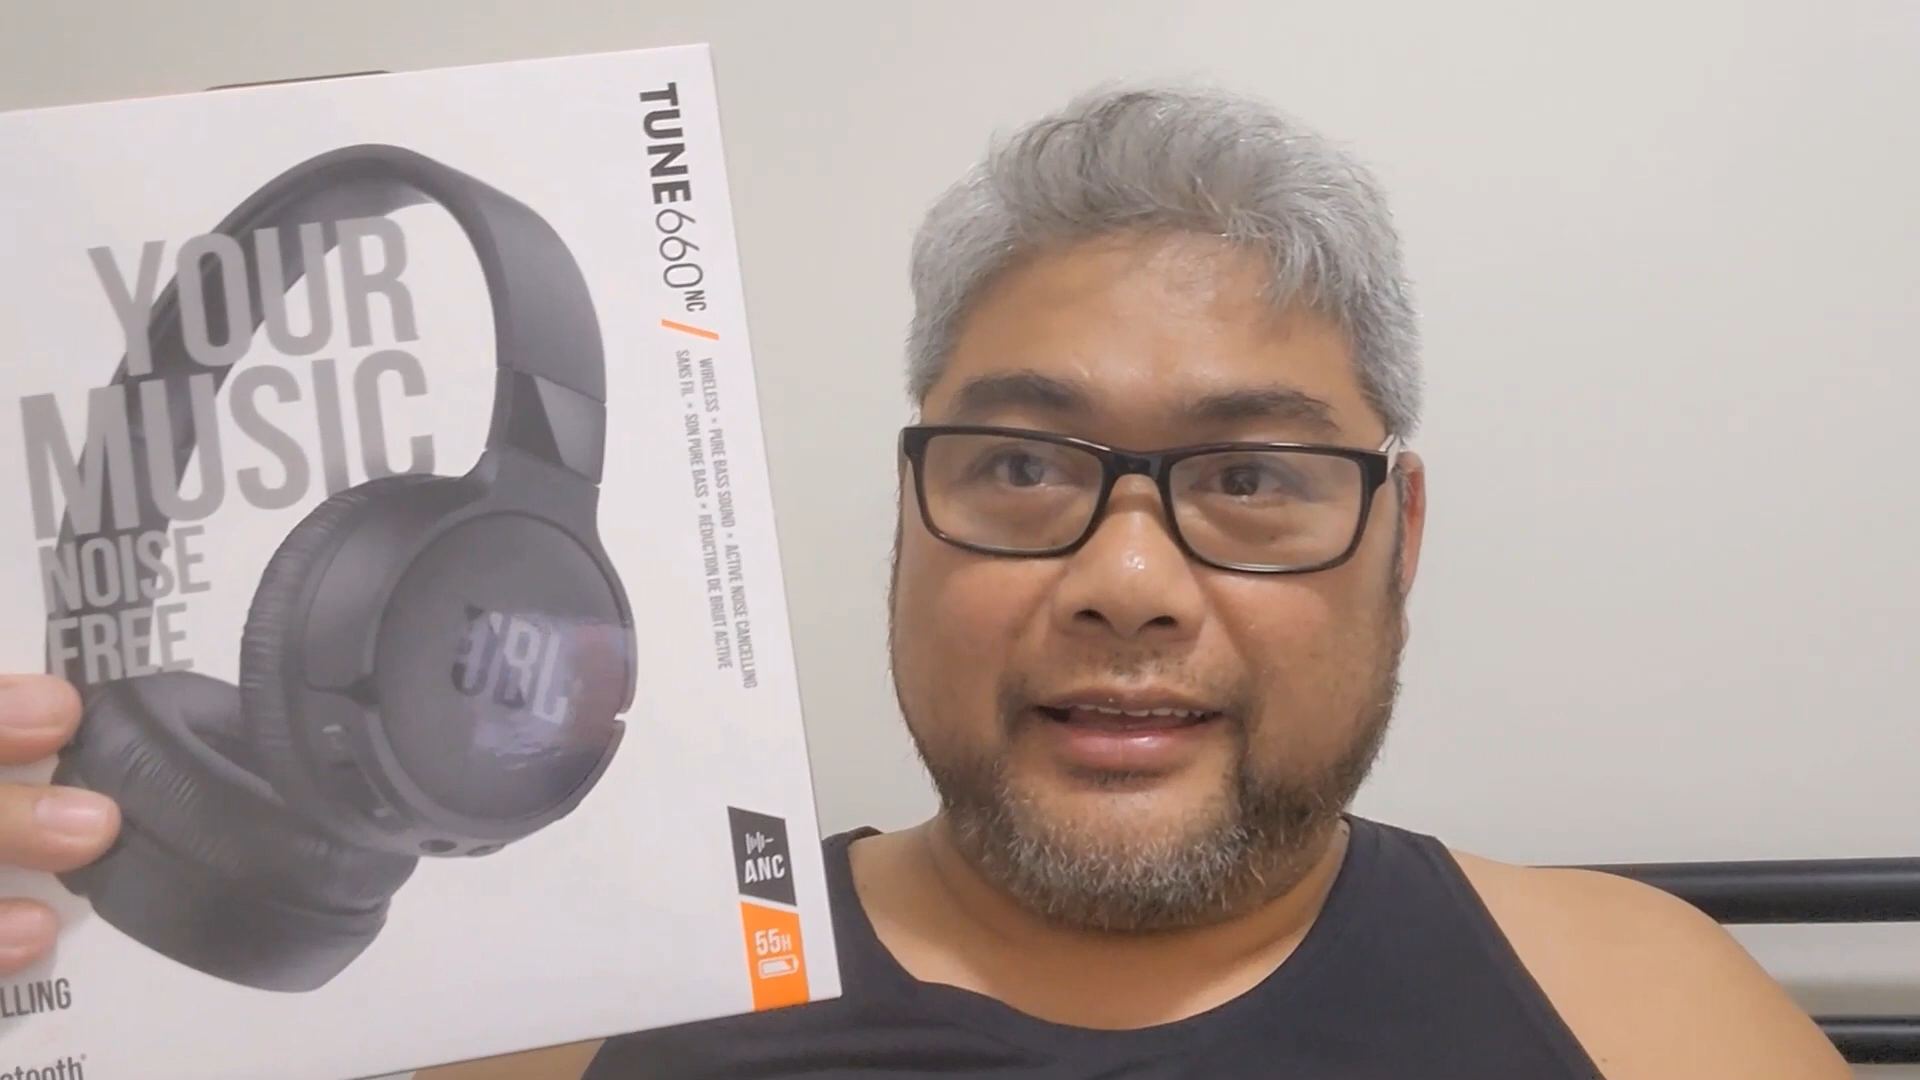 YOUR
MUSIC
NOISE
FREE
JBL
TUNE660NC
WIRELESS • PURE BASS SOUND • ACTIVE NOISE CANCELLING
SANS FIL • SON PURE BASS • RÉDUCTION DE BRUIT ACTIVE
ANC
55H
LLING
etooth®